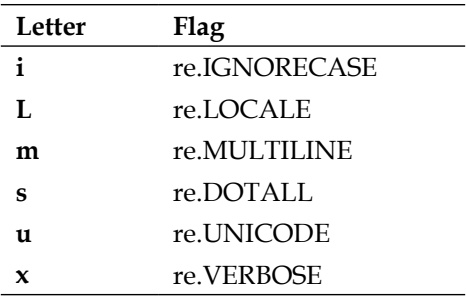 Letter Flag
i re.IGNORECASE
L re.LOCALE
m re.MULTILINE
s re.DOTALL
u re.UNICODE
x re.VERBOSE